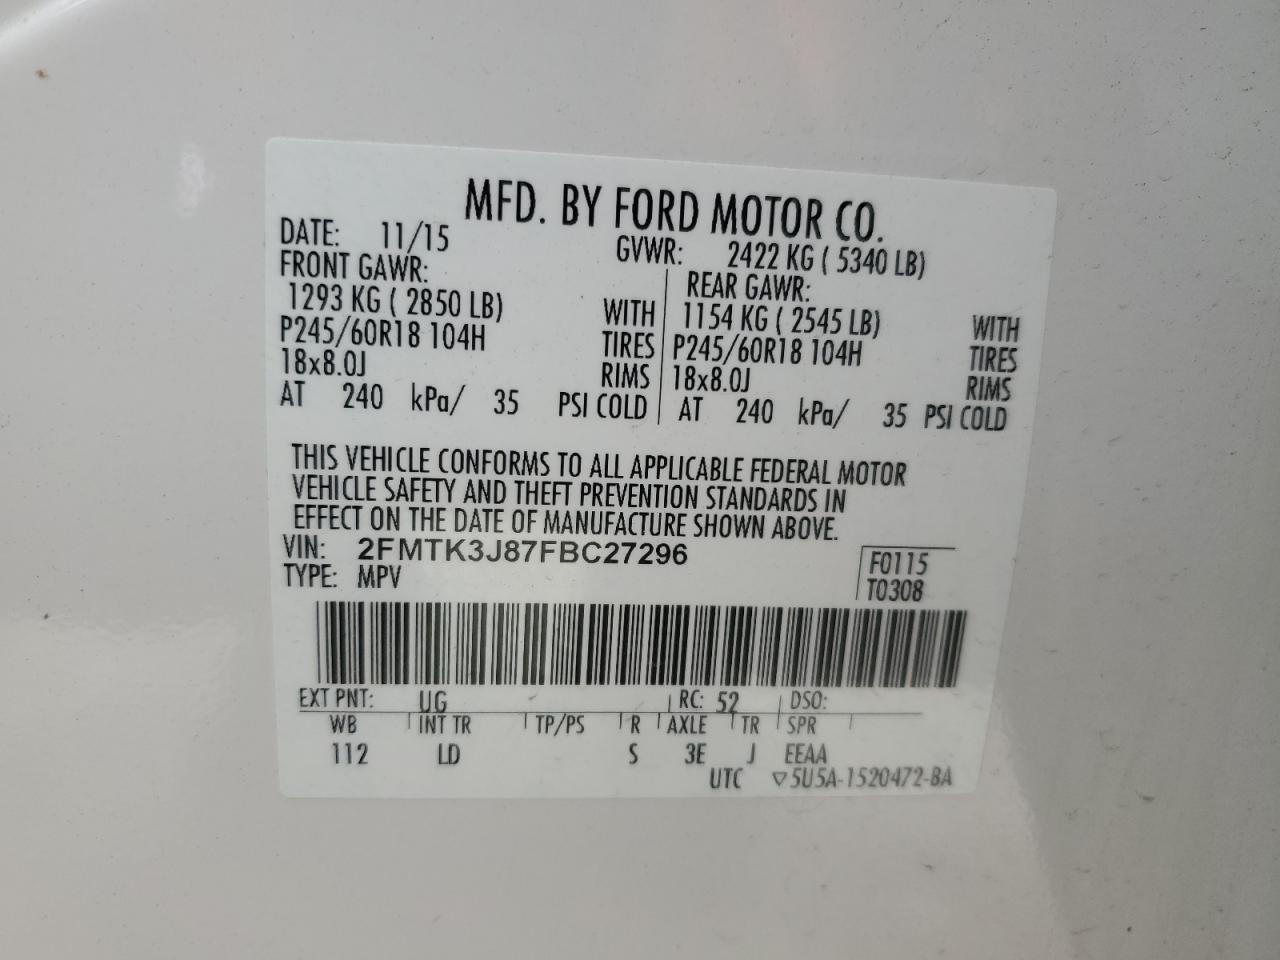 MFD. BY FORD MOTOR CO.
DATE: 11/15 GVWR: 2422 KG ( 5340 LB)
FRONT GAWR: REAR GAWR:
1293 KG ( 2850 LB) WITH 1154 KG ( 2545 LB) WITH
P245/60R18 104H TIRES P245/60R18 104H TIRES
18x8.0J RIMS 18x8.0J RIMS
AT 240 kPa/ 35 PSI COLD AT 240 kPa/ 35 PSI COLD
THIS VEHICLE CONFORMS TO ALL APPLICABLE FEDERAL MOTOR
VEHICLE SAFETY AND THEFT PREVENTION STANDARDS IN
EFFECT ON THE DATE OF MANUFACTURE SHOWN ABOVE.
VIN: 2FMTK3J87FBC27296 F0115
TYPE: MPV T0308
EXT PNT: UG RC: 52 DSO:
WB INT TR TP/PS R AXLE TR SPR
112 LD S 3E J EEAA
UTC ▽5U5A-1520472-BA